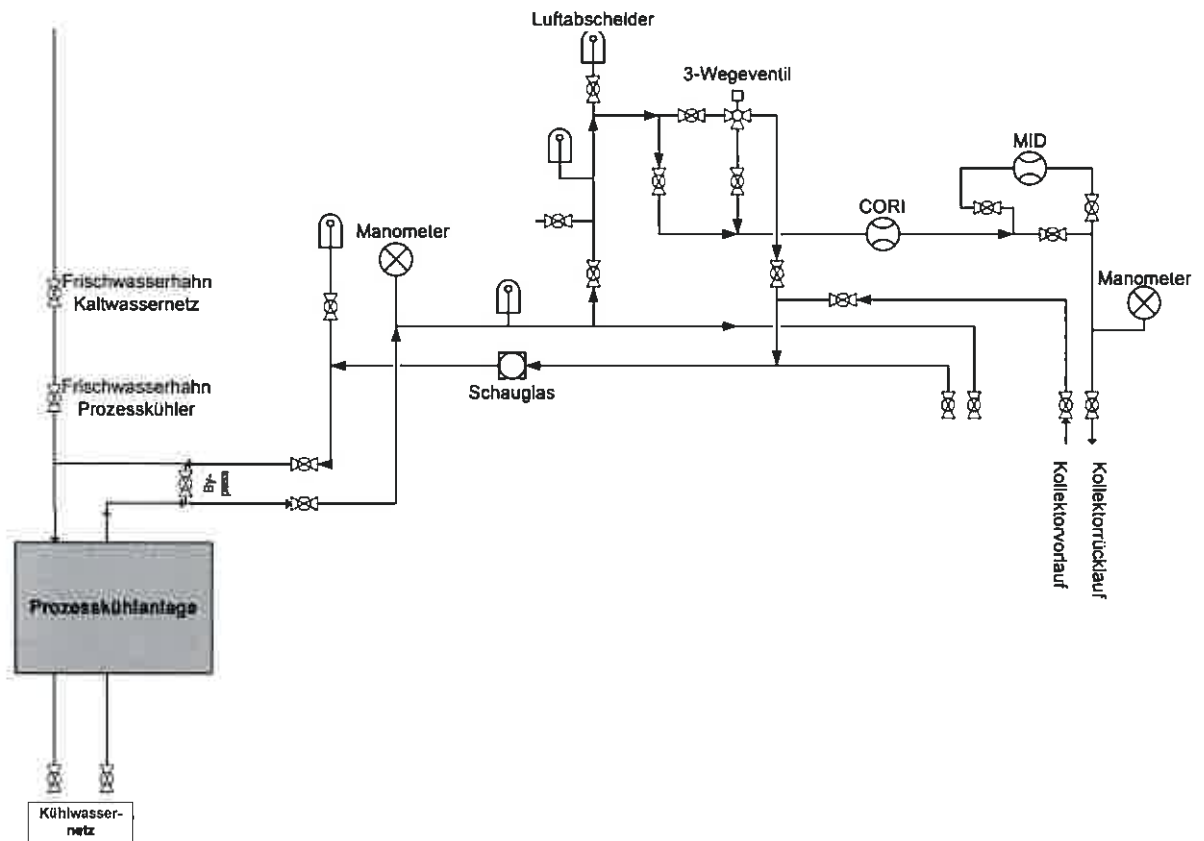 Luftabscheider
3-Wegeventil
MID
CORI
Manometer
Manometer
Frischwasserhahn
Kaltwassernetz
Schauglas
Frischwasserhahn
Prozesskühler
By-
pass
Kollektorvorlauf
Kollektorrücklauf
Prozesskühlanlage
Kühlwasser-
netz